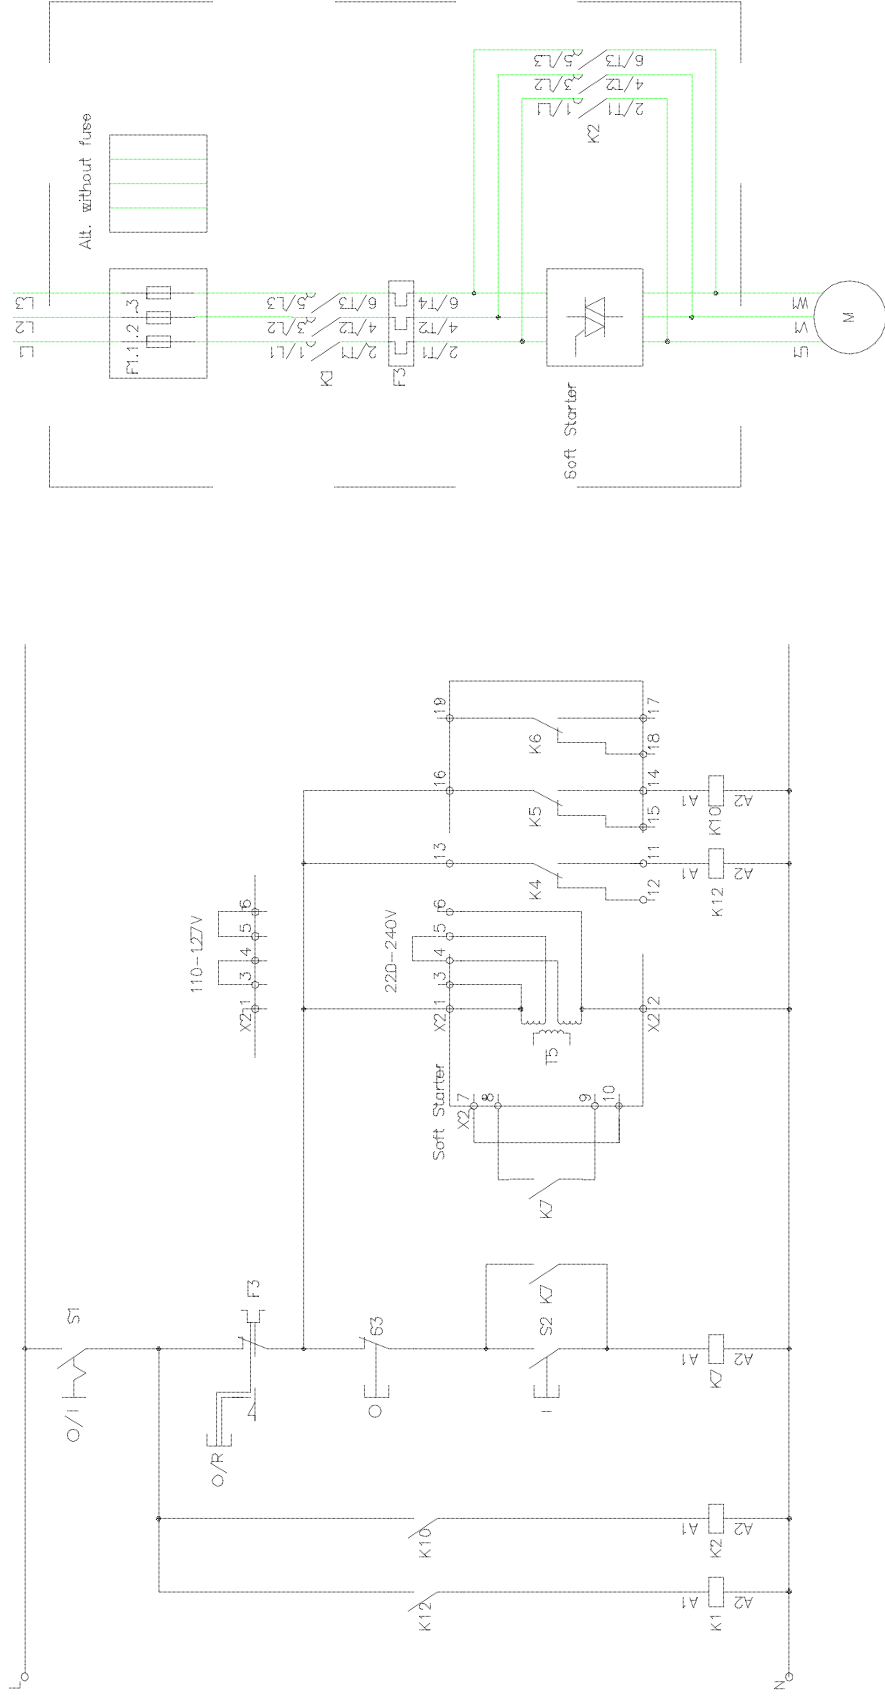 L
N
K12
K1
A1
A2
K10
K2
A1
A2
O/I
S1
O/R
F3
O
S3
I
S2
K7
K7
A1
A2
K7
Soft Starter
X2
7
8
9
10
110-127V
X2
1
3
4
5
6
220-240V
X2
1
3
4
5
6
T5
X2
2
13
K4
12
11
K12
A1
A2
16
K5
15
14
K10
A1
A2
19
K6
18
17
L1
L2
L3
F1.1..2
..3
Alt. without fuse
1/L1
3/L2
5/L3
K1
2/T1
4/T2
6/T3
F3
2/T1
4/T2
6/T4
Soft Starter
1/L1
3/L2
5/L3
K2
2/T1
4/T2
6/T3
U1
V1
W1
M